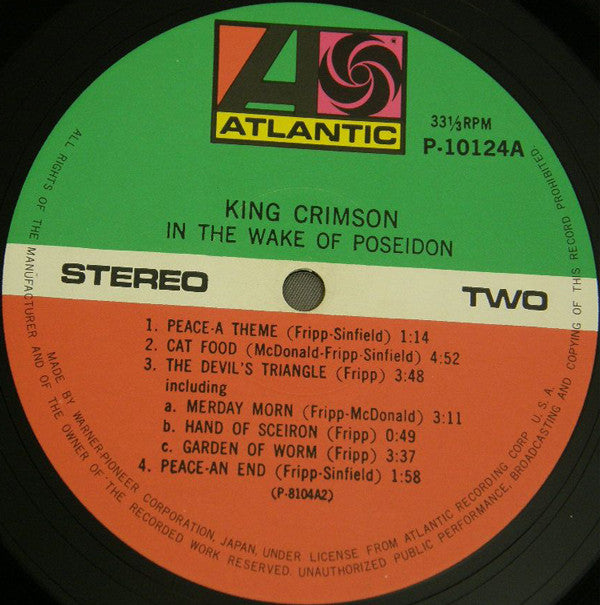 ATLANTIC
33⅓RPM
P-10124A
KING CRIMSON
IN THE WAKE OF POSEIDON
STEREO
TWO
1. PEACE-A THEME (Fripp-Sinfield) 1:14
2. CAT FOOD (McDonald-Fripp-Sinfield) 4:52
3. THE DEVIL'S TRIANGLE (Fripp) 3:48
including
a. MERDAY MORN (Fripp-McDonald) 3:11
b. HAND OF SCEIRON (Fripp) 0:49
c. GARDEN OF WORM (Fripp) 3:37
4. PEACE-AN END (Fripp-Sinfield) 1:58
(P-8104A2)
MADE BY WARNER-PIONEER CORPORATION, JAPAN, UNDER LICENSE FROM ATLANTIC RECORDING CORP. U.S.A.
ALL RIGHTS OF THE MANUFACTURER AND OF THE OWNER OF THE RECORDED WORK RESERVED. UNAUTHORIZED PUBLIC PERFORMANCE, BROADCASTING AND COPYING OF THIS RECORD PROHIBITED.